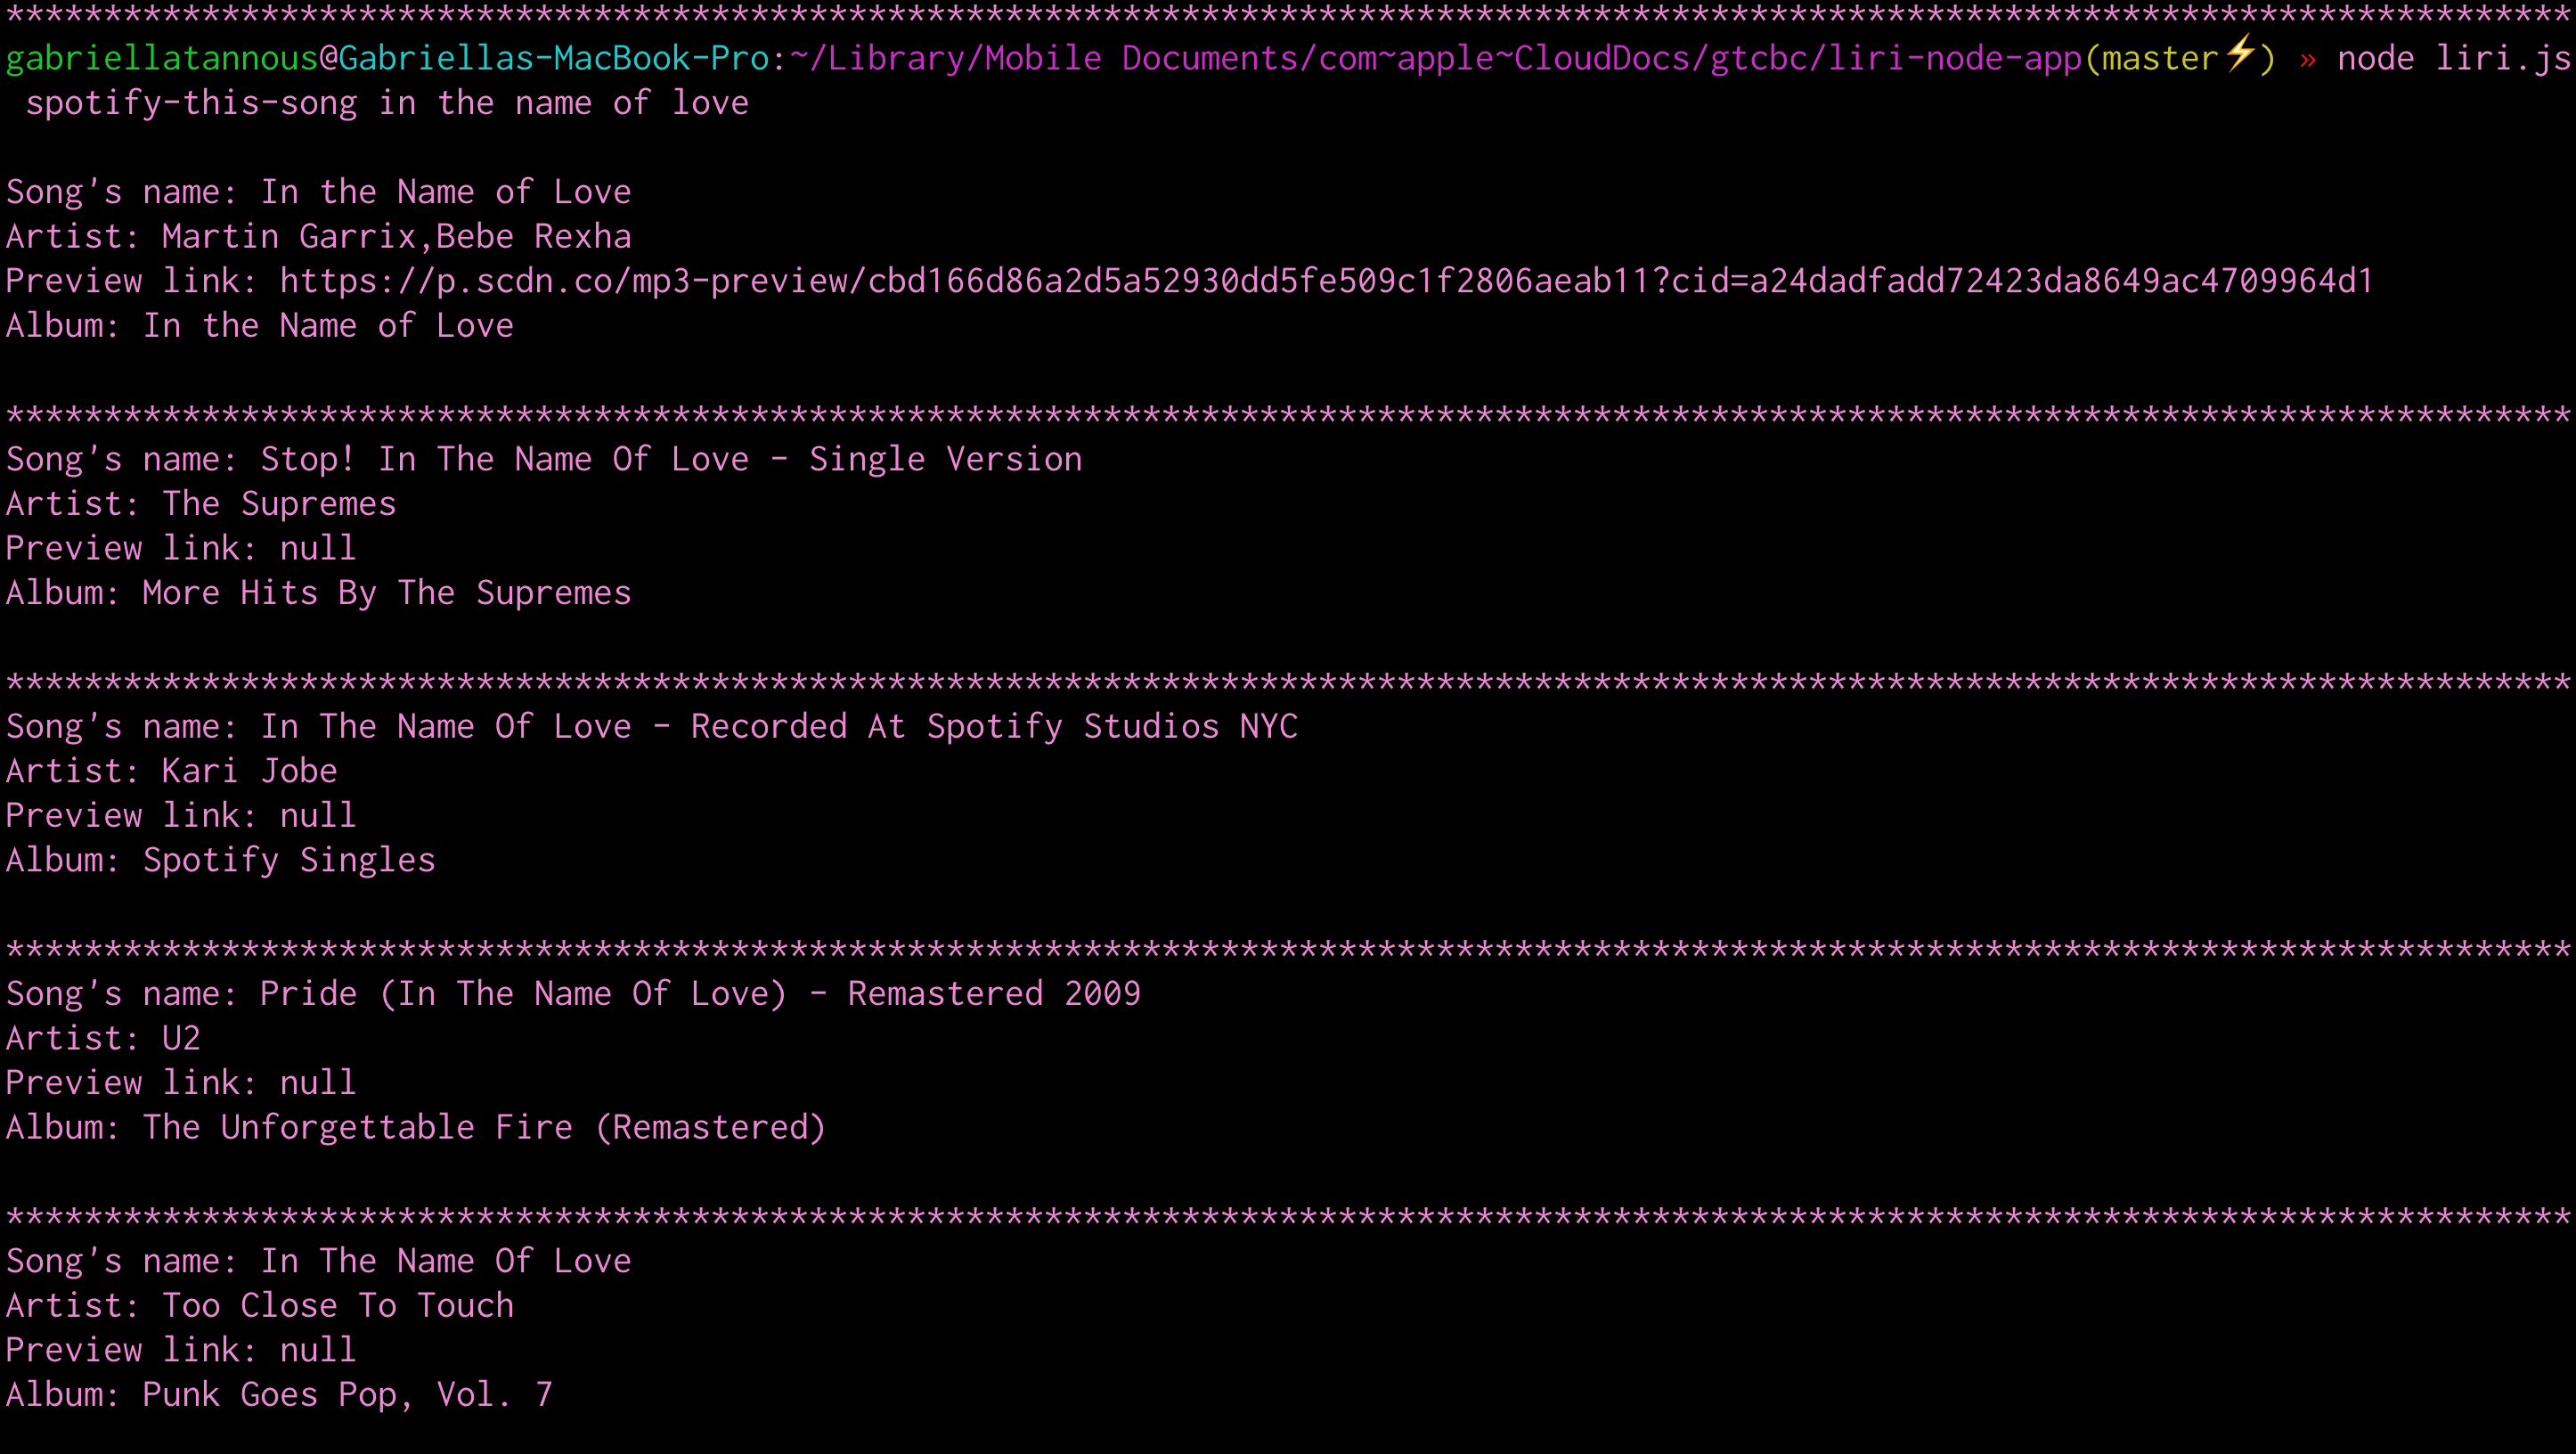 ***********************************************************************************************************************************
gabriellatannous@Gabriellas-MacBook-Pro:~/Library/Mobile Documents/com~apple~CloudDocs/gtcbc/liri-node-app(master⚡) » node liri.js
 spotify-this-song in the name of love
Song's name: In the Name of Love
Artist: Martin Garrix,Bebe Rexha
Preview link: https://p.scdn.co/mp3-preview/cbd166d86a2d5a52930dd5fe509c1f2806aeab11?cid=a24dadfadd72423da8649ac4709964d1
Album: In the Name of Love
***********************************************************************************************************************************
Song's name: Stop! In The Name Of Love - Single Version
Artist: The Supremes
Preview link: null
Album: More Hits By The Supremes
***********************************************************************************************************************************
Song's name: In The Name Of Love - Recorded At Spotify Studios NYC
Artist: Kari Jobe
Preview link: null
Album: Spotify Singles
***********************************************************************************************************************************
Song's name: Pride (In The Name Of Love) - Remastered 2009
Artist: U2
Preview link: null
Album: The Unforgettable Fire (Remastered)
***********************************************************************************************************************************
Song's name: In The Name Of Love
Artist: Too Close To Touch
Preview link: null
Album: Punk Goes Pop, Vol. 7